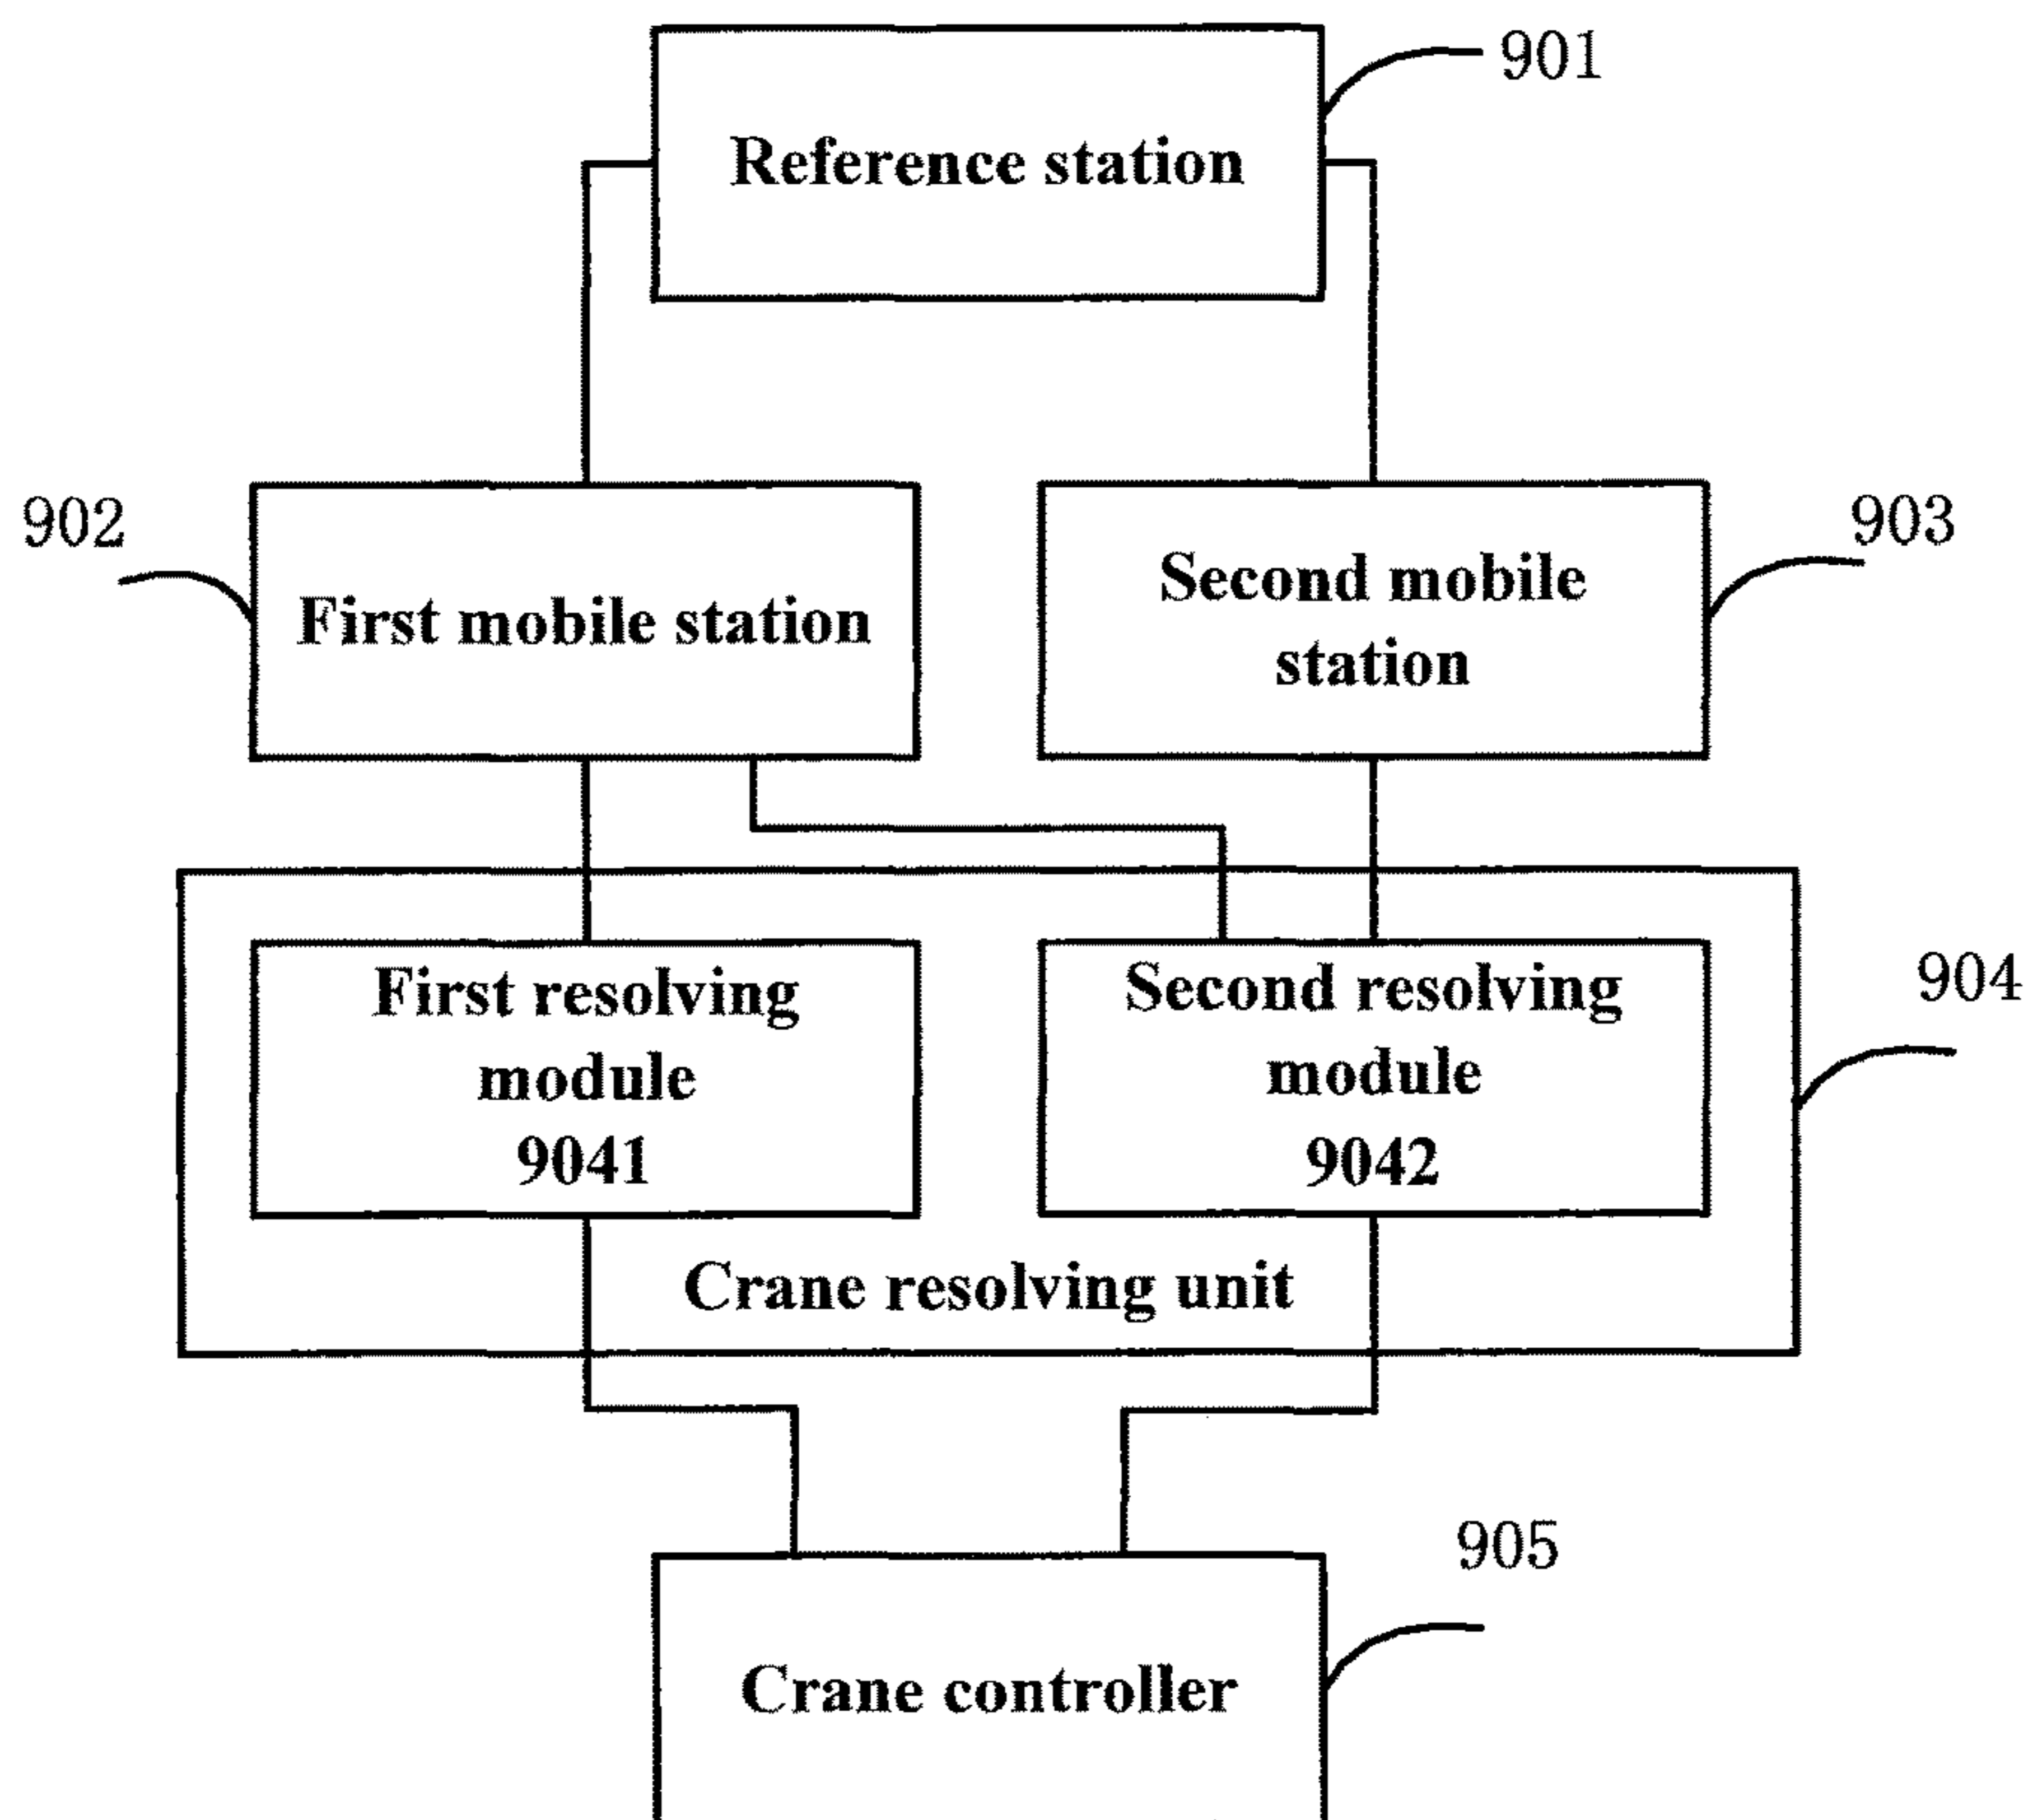 901
Reference station
902
First mobile station
Second mobile
station
903
First resolving
module
9041
Second resolving
module
9042
904
Crane resolving unit
905
Crane controller